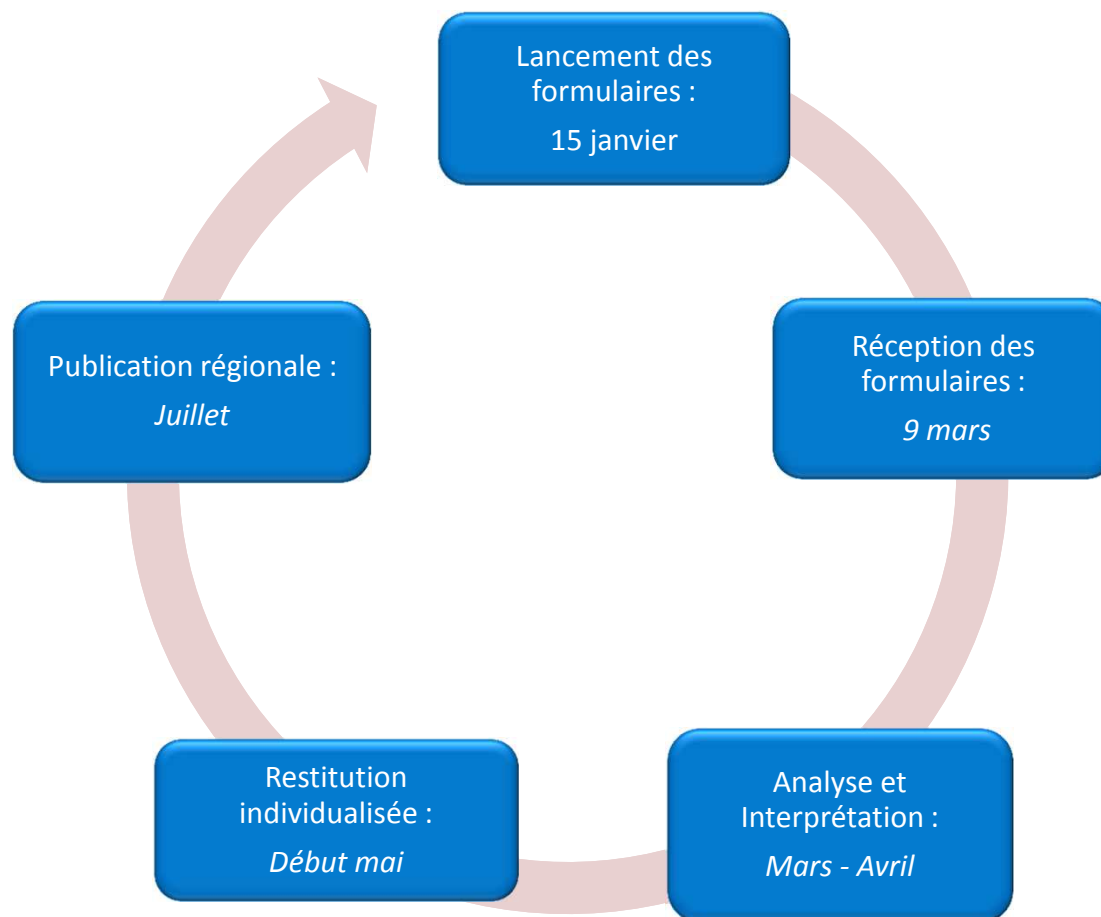 Lancement des
formulaires :
15 janvier
Réception des
formulaires :
9 mars
Analyse et
Interprétation :
Mars - Avril
Restitution
individualisée :
Début mai
Publication régionale :
Juillet